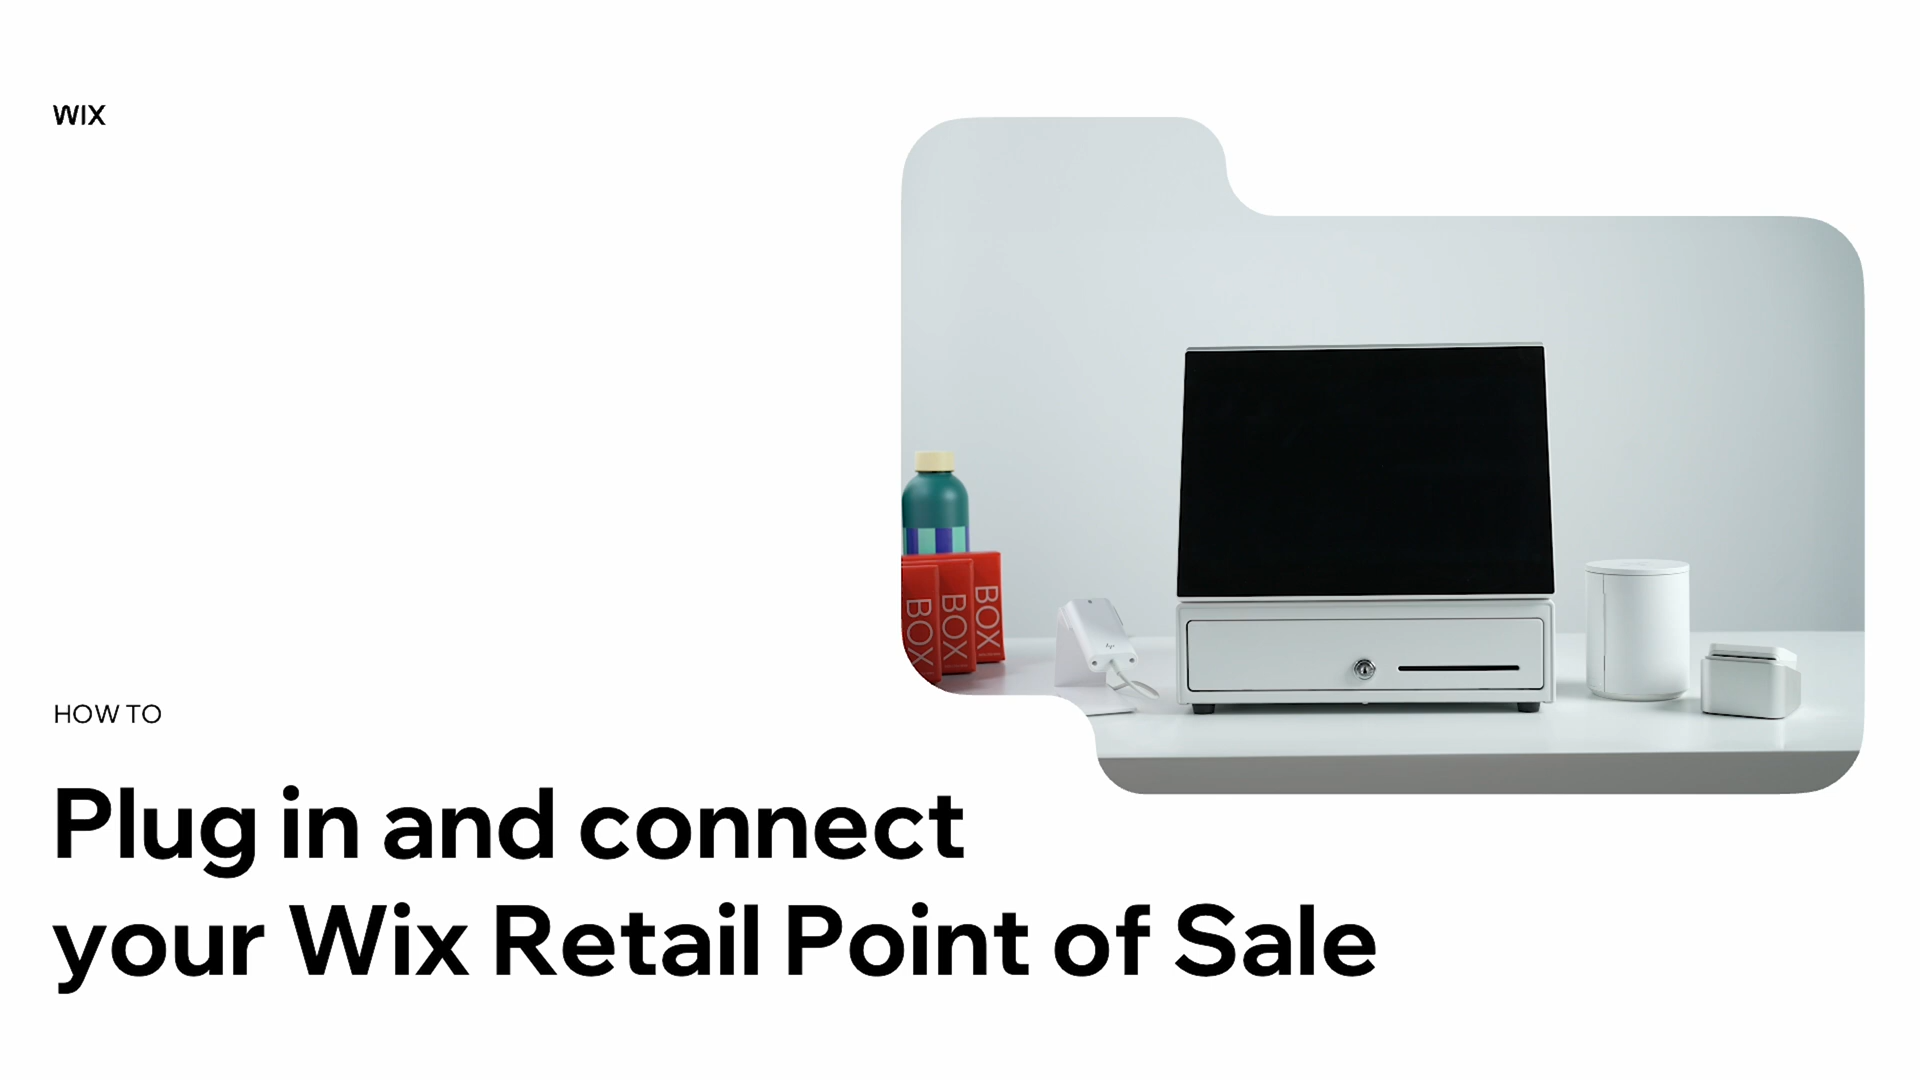 WIX
HOW TO
Plug in and connect
your Wix Retail Point of Sale
BOX
BOX
BOX